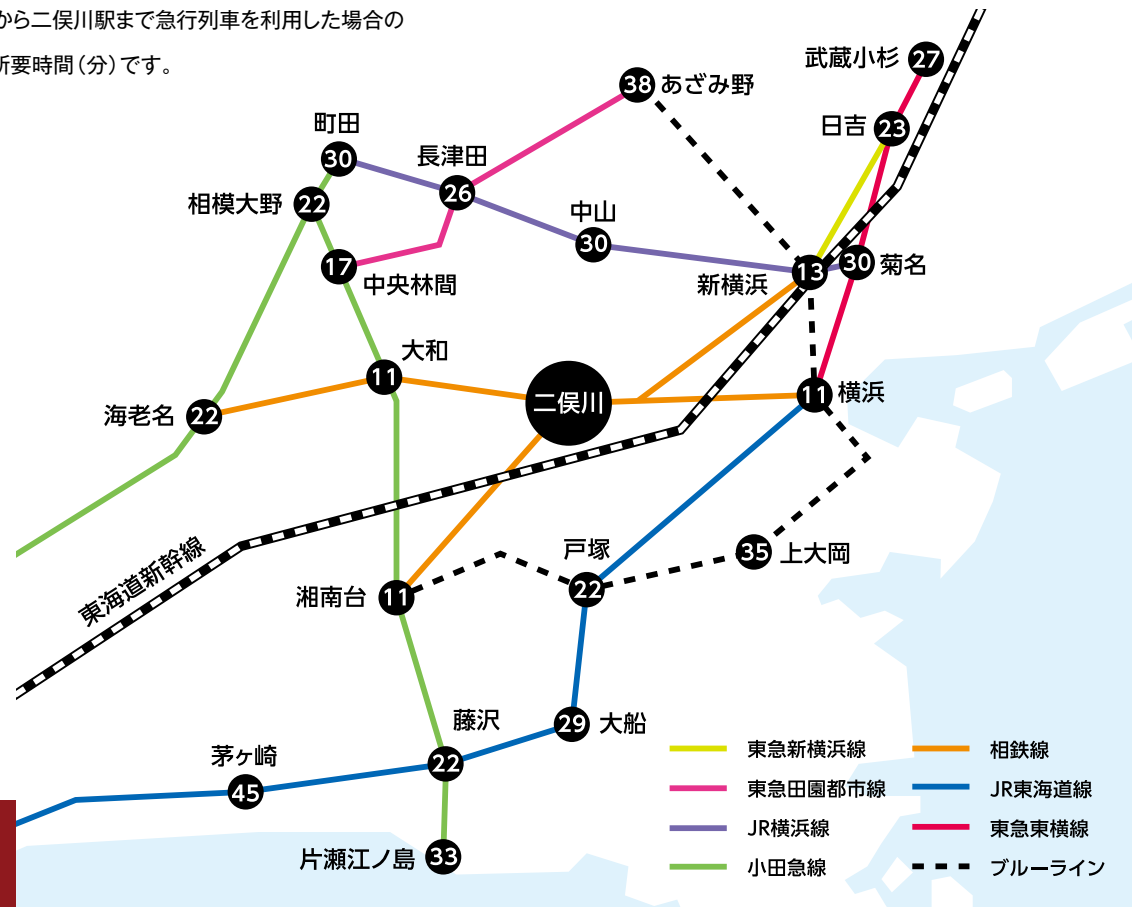 から二俣川駅まで急行列車を利用した場合の
所要時間（分）です。
武蔵小杉 27
38 あざみ野
日吉 23
町田
30
長津田
26
相模大野 22
中山
30
17
中央林間
新横浜 13
30 菊名
大和
11
二俣川
11 横浜
海老名 22
東海道新幹線
戸塚
22
35 上大岡
湘南台 11
藤沢
22
29 大船
茅ヶ崎
45
片瀬江ノ島 33
東急新横浜線
相鉄線
東急田園都市線
JR東海道線
JR横浜線
東急東横線
小田急線
ブルーライン